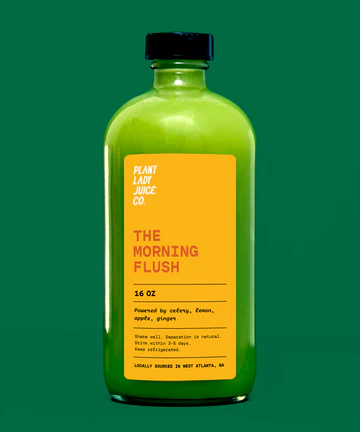 PLANT
LADY
JUICE
CO.
THE
MORNING
FLUSH
16 OZ
Powered by celery, lemon,
apple, ginger
Shake well. Separation is natural.
Drink within 3-5 days.
Keep refrigerated.
LOCALLY SOURCED IN WEST ATLANTA, GA